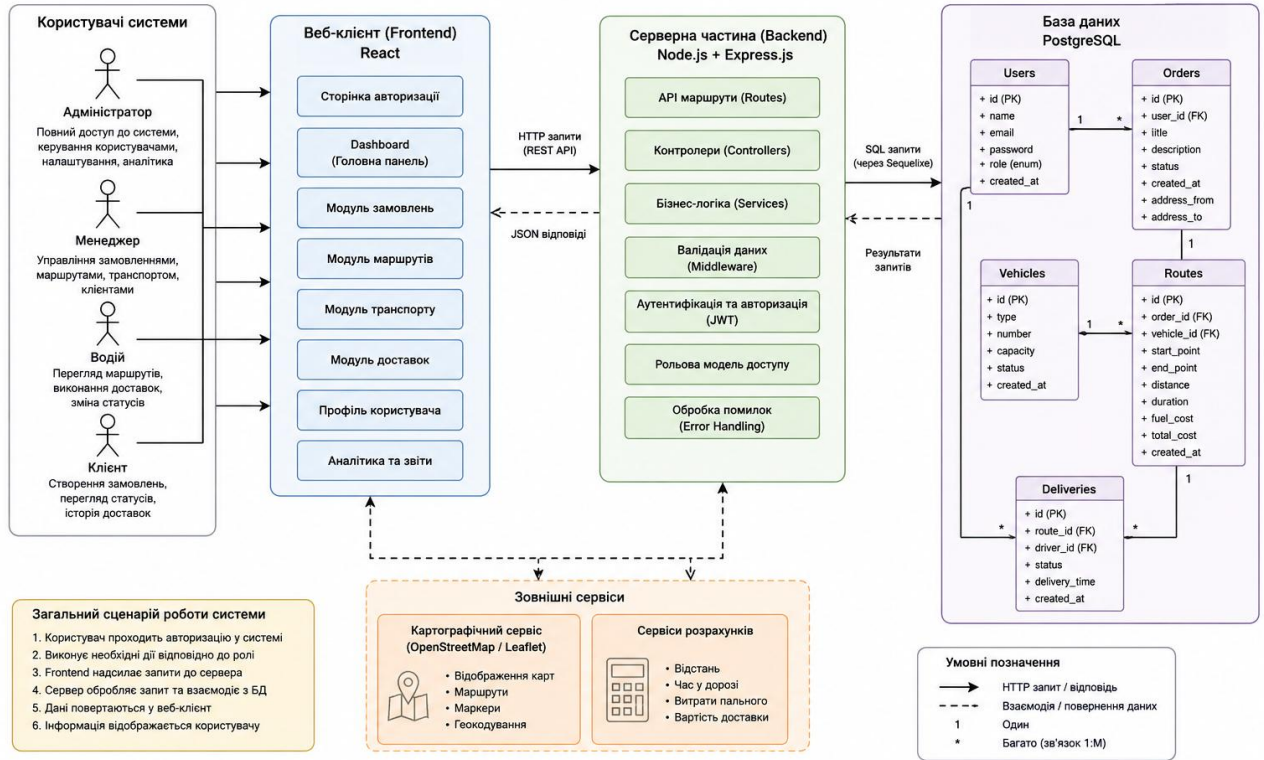 Користувачі системи
Адміністратор
Повний доступ до системи,
керування користувачами,
налаштування, аналітика
Менеджер
Управління замовленнями,
маршрутами, транспортом,
клієнтами
Водій
Перегляд маршрутів,
виконання доставок,
зміна статусів
Клієнт
Створення замовлень,
перегляд статусів,
історія доставок
Веб-клієнт (Frontend)
React
Сторінка авторизації
Dashboard
(Головна панель)
Модуль замовлень
Модуль маршрутів
Модуль транспорту
Модуль доставок
Профіль користувача
Аналітика та звіти
HTTP запити
(REST API)
JSON відповіді
Серверна частина (Backend)
Node.js + Express.js
API маршрути (Routes)
Контролери (Controllers)
Бізнес-логіка (Services)
Валідація даних
(Middleware)
Аутентифікація та авторизація
(JWT)
Рольова модель доступу
Обробка помилок
(Error Handling)
SQL запити
(через Sequelixe)
Результати
запитів
База даних
PostgreSQL
Users
+ id (PK)
+ name
+ email
+ password
+ role (enum)
+ created_at
1
*
1
Orders
+ id (PK)
+ user_id (FK)
+ litle
+ description
+ status
+ created_at
+ address_from
+ address_to
1
Vehicles
+ id (PK)
+ type
+ number
+ capacity
+ status
+ created_at
1
*
Routes
+ id (PK)
+ order_id (FK)
+ vehicle_id (FK)
+ start_point
+ end_point
+ distance
+ duration
+ fuel_cost
+ total_cost
+ created_at
1
Deliveries
+ id (PK)
+ route_id (FK)
+ driver_id (FK)
+ status
+ delivery_time
+ created_at
*
*
Загальний сценарій роботи системи
1. Користувач проходить авторизацію у системі
2. Виконує необхідні дії відповідно до ролі
3. Frontend надсилає запити до сервера
4. Сервер обробляє запит та взаємодіє з БД
5. Дані повертаються у веб-клієнт
6. Інформація відображається користувачу
Зовнішні сервіси
Картографічний сервіс
(OpenStreetMap / Leaflet)
• Відображення карт
• Маршрути
• Маркери
• Геокодування
Сервіси розрахунків
• Відстань
• Час у дорозі
• Витрати пального
• Вартість доставки
Умовні позначення
HTTP запит / відповідь
Взаємодія / повернення даних
1 Один
* Багато (зв'язок 1:M)